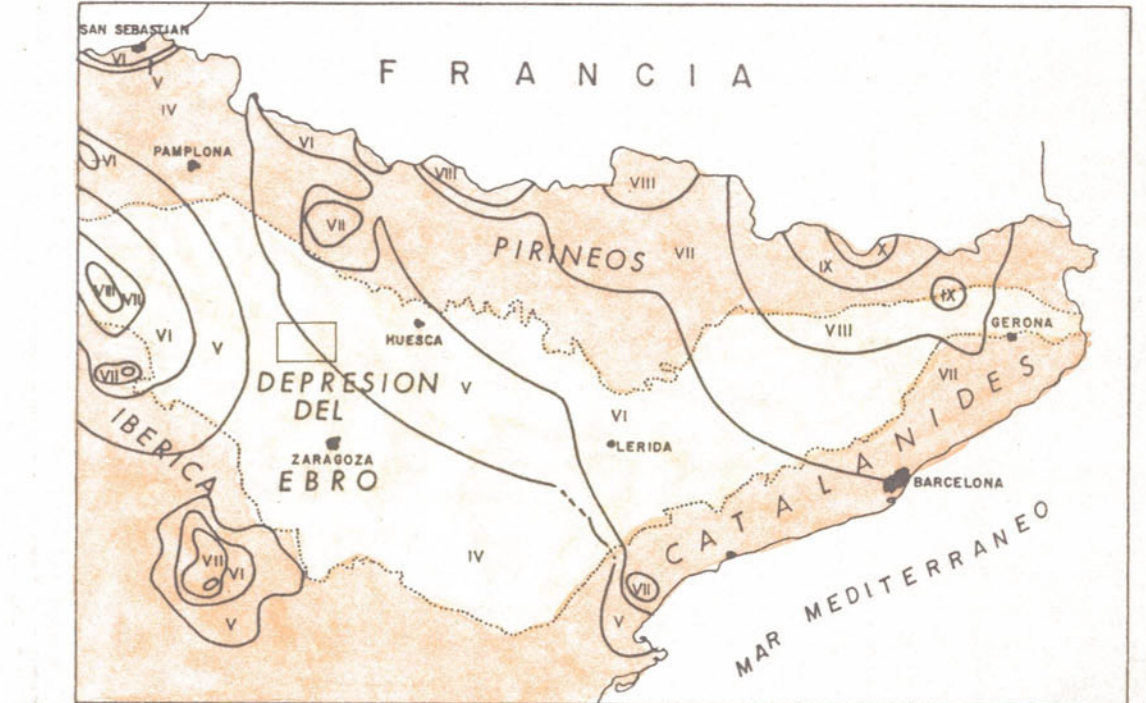 SAN SEBASTIAN
VI
V
IV
FRANCIA
PAMPLONA
VI
VI
VIII
VIII
VII
PIRINEOS
VII
X
IX
IX
VIII
VII
VI
V
VIII
GERONA
HUESCA
VII
DEPRESION
DEL
EBRO
V
VII
IBERICA
VI
LERIDA
ZARAGOZA
CATALANIDES
BARCELONA
IV
VII
VI
V
VII
V
MAR MEDITERRANEO